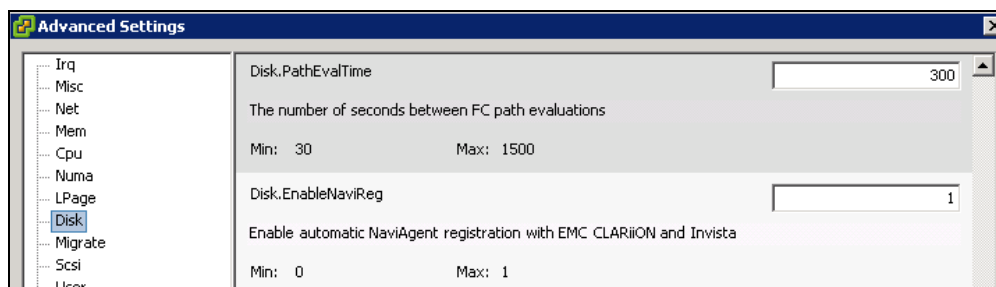 Advanced Settings
Irq
Misc
Net
Mem
Cpu
Numa
LPage
Disk
Migrate
Scsi
User
Disk.PathEvalTime
300
The number of seconds between FC path evaluations
Min: 30 Max: 1500
Disk.EnableNaviReg
1
Enable automatic NaviAgent registration with EMC CLARiiON and Invista
Min: 0 Max: 1